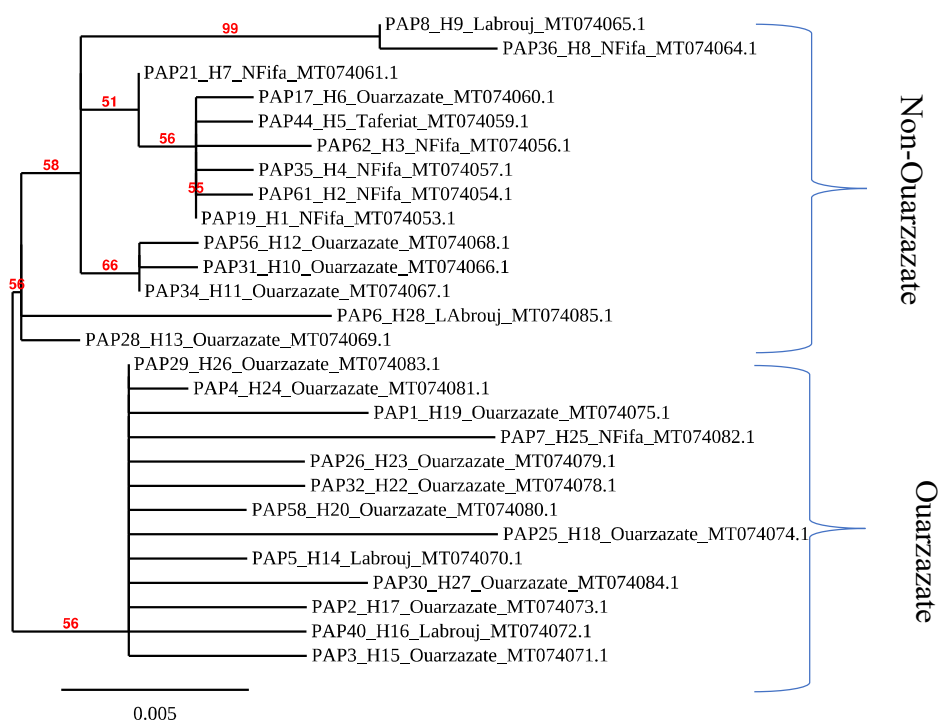 PAP8_H9_Labrouj_MT074065.1
99
PAP36_H8_NFifa_MT074064.1
PAP21_H7_NFifa_MT074061.1
PAP17_H6_Ouarzazate_MT074060.1
51
PAP44_H5_Taferiat_MT074059.1
56
PAP62_H3_NFifa_MT074056.1
58
PAP35_H4_NFifa_MT074057.1
55
PAP61_H2_NFifa_MT074054.1
PAP19_H1_NFifa_MT074053.1
PAP56_H12_Ouarzazate_MT074068.1
66
PAP31_H10_Ouarzazate_MT074066.1
56
PAP34_H11_Ouarzazate_MT074067.1
PAP6_H28_LAbrouj_MT074085.1
PAP28_H13_Ouarzazate_MT074069.1
Non-Ouarzazate
PAP29_H26_Ouarzazate_MT074083.1
PAP4_H24_Ouarzazate_MT074081.1
PAP1_H19_Ouarzazate_MT074075.1
PAP7_H25_NFifa_MT074082.1
PAP26_H23_Ouarzazate_MT074079.1
PAP32_H22_Ouarzazate_MT074078.1
PAP58_H20_Ouarzazate_MT074080.1
PAP25_H18_Ouarzazate_MT074074.1
PAP5_H14_Labrouj_MT074070.1
PAP30_H27_Ouarzazate_MT074084.1
PAP2_H17_Ouarzazate_MT074073.1
56
PAP40_H16_Labrouj_MT074072.1
PAP3_H15_Ouarzazate_MT074071.1
Ouarzazate
0.005